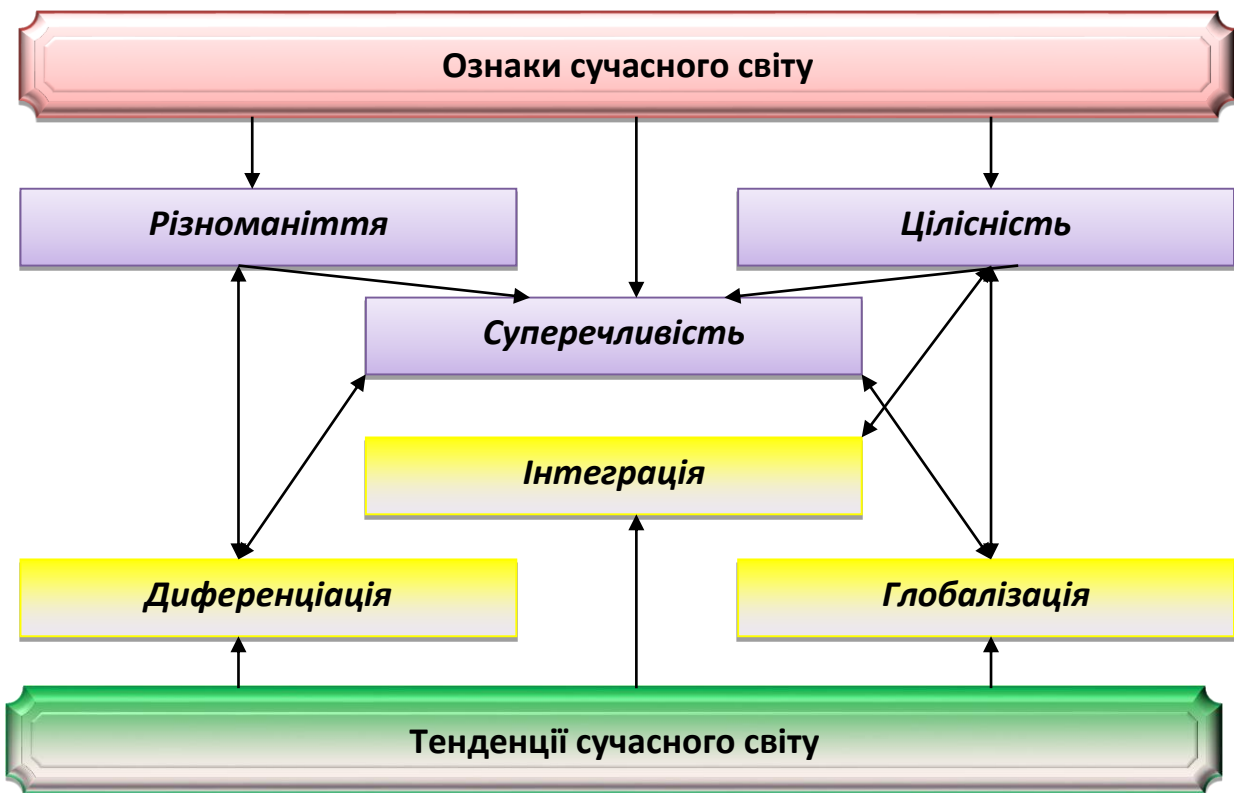 Ознаки сучасного світу
Різноманіття
Цілісність
Суперечливість
Інтеграція
Диференціація
Глобалізація
Тенденції сучасного світу